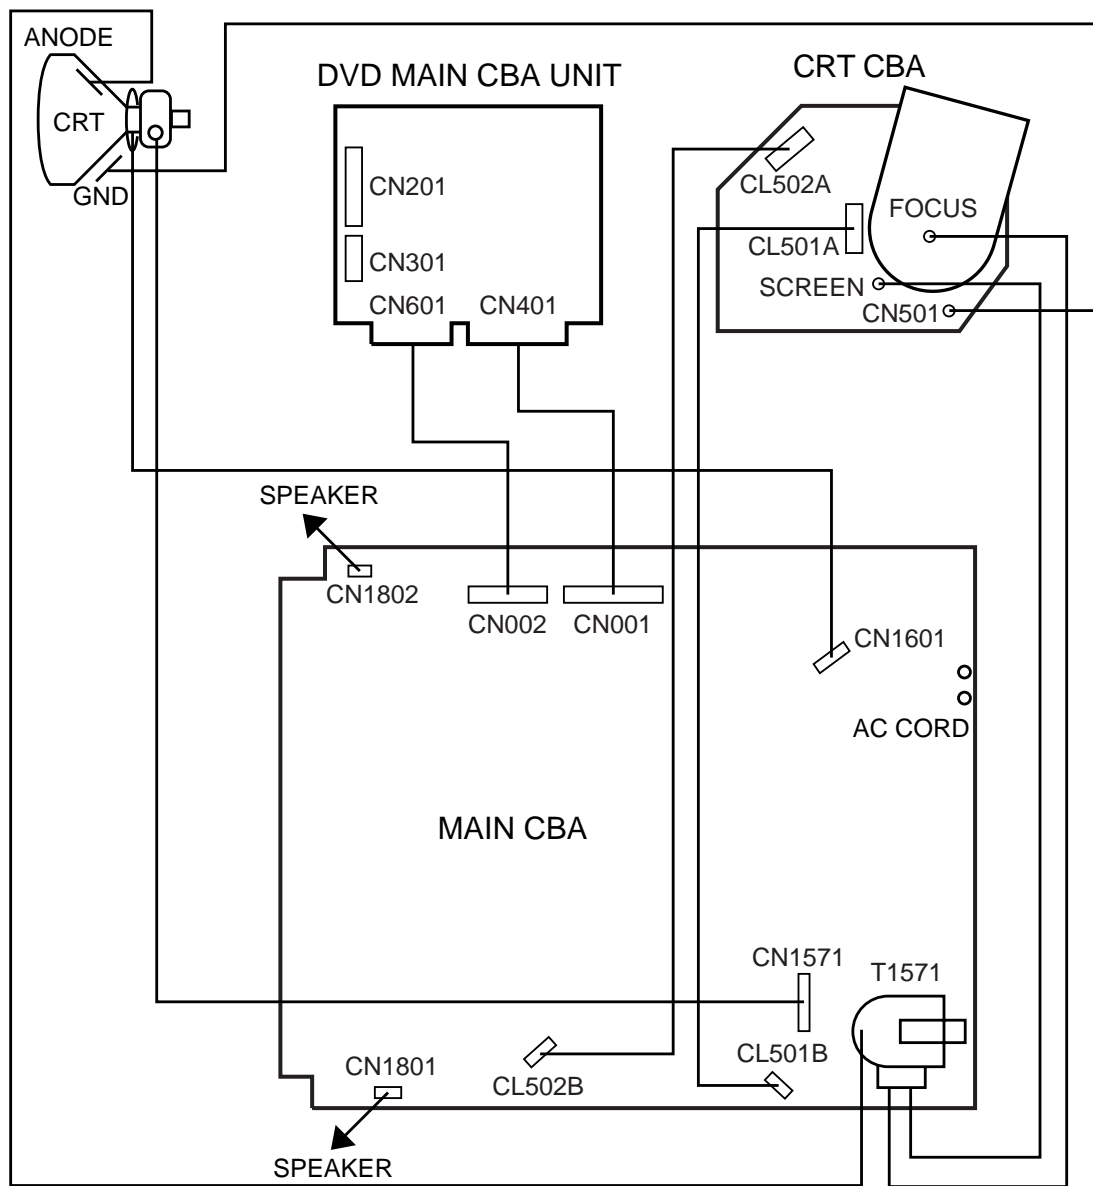 ANODE
CRT
GND
DVD MAIN CBA UNIT
CN201
CN301
CN601
CN401
CRT CBA
CL502A
FOCUS
CL501A
SCREEN
CN501
SPEAKER
CN1802
CN002
CN001
CN1601
AC CORD
MAIN CBA
CN1571
T1571
CL501B
CN1801
CL502B
SPEAKER